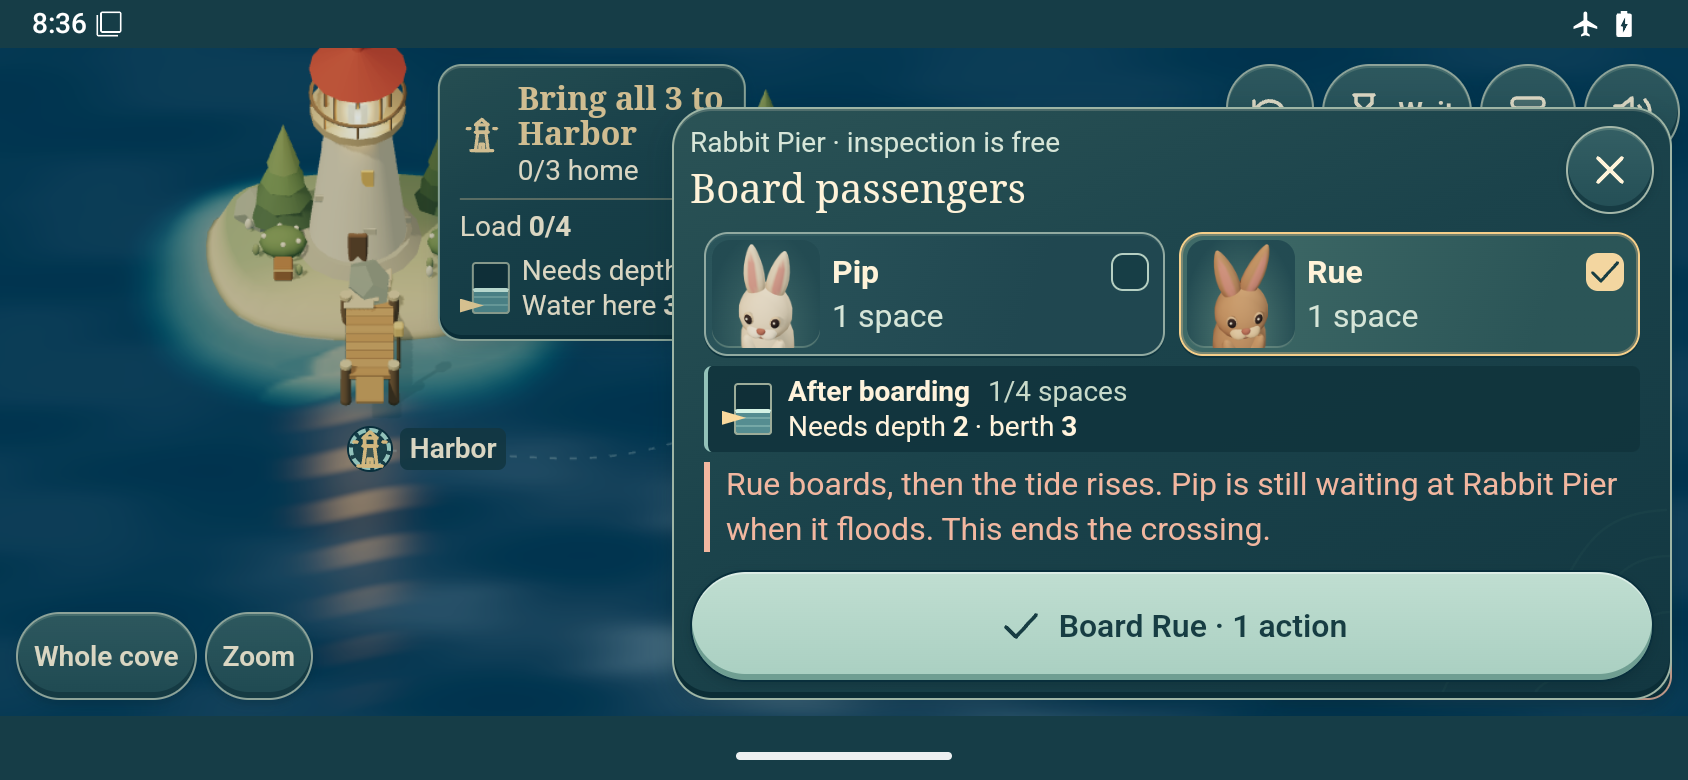 8:36
Bring all 3 to
Harbor
0/3 home
Load 0/4
Needs depth
Water here 3
Harbor
Whole cove
Zoom
Wait
Rabbit Pier · inspection is free
Board passengers
Pip
1 space
Rue
1 space
After boarding 1/4 spaces
Needs depth 2 · berth 3
Rue boards, then the tide rises. Pip is still waiting at Rabbit Pier
when it floods. This ends the crossing.
Board Rue · 1 action